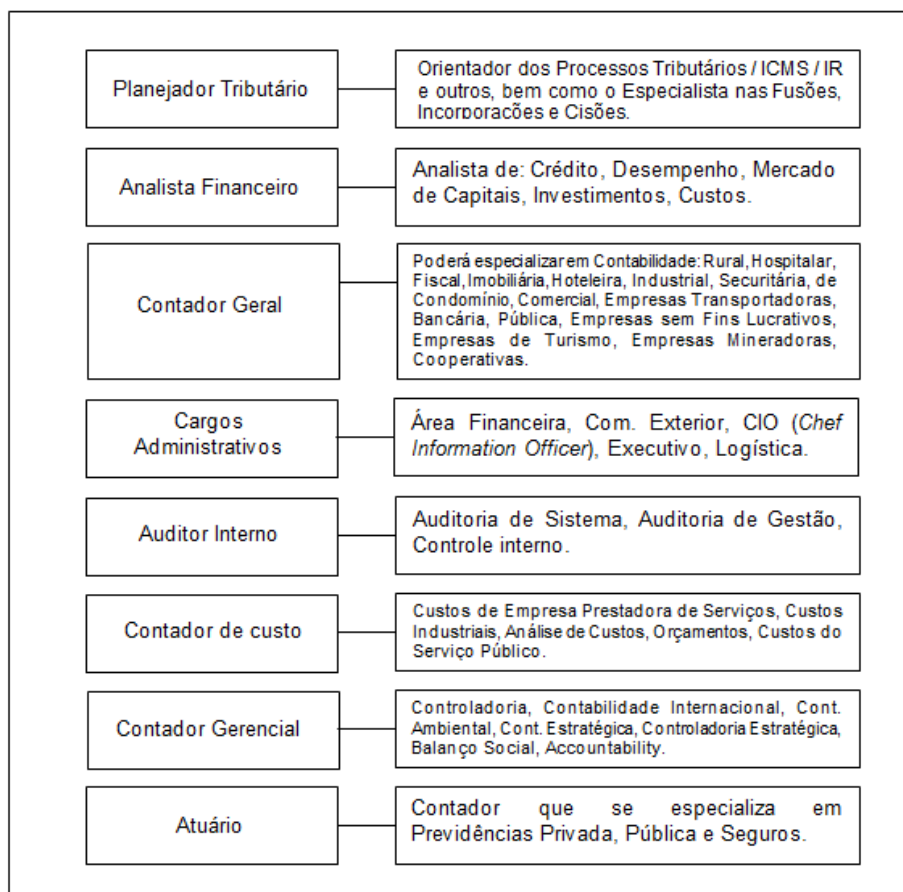 Planejador Tributário
Orientador dos Processos Tributários / ICMS / IR
e outros, bem como o Especialista nas Fusões,
Incorporações e Cisões.
Analista Financeiro
Analista de: Crédito, Desempenho, Mercado
de Capitais, Investimentos, Custos.
Contador Geral
Poderá especializar em Contabilidade: Rural, Hospitalar,
Fiscal, Imobiliária, Hoteleira, Industrial, Securitária, de
Condomínio, Comercial, Empresas Transportadoras,
Bancária, Pública, Empresas sem Fins Lucrativos,
Empresas de Turismo, Empresas Mineradoras,
Cooperativas.
Cargos
Administrativos
Área Financeira, Com. Exterior, CIO (Chef
Information Officer), Executivo, Logística.
Auditor Interno
Auditoria de Sistema, Auditoria de Gestão,
Controle interno.
Contador de custo
Custos de Empresa Prestadora de Serviços, Custos
Industriais, Análise de Custos, Orçamentos, Custos do
Serviço Público.
Contador Gerencial
Controladoria, Contabilidade Internacional, Cont.
Ambiental, Cont. Estratégica, Controladoria Estratégica,
Balanço Social, Accountability.
Atuário
Contador que se especializa em
Previdências Privada, Pública e Seguros.